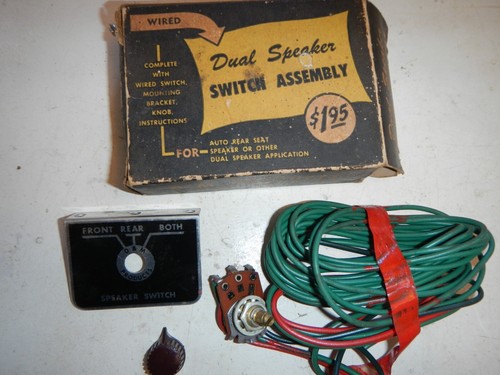 WIRED
Dual Speaker
SWITCH ASSEMBLY
COMPLETE
WITH
WIRED SWITCH,
MOUNTING
BRACKET,
KNOB,
INSTRUCTIONS
$1.95
FOR
AUTO REAR SEAT
SPEAKER OR OTHER
DUAL SPEAKER APPLICATION
FRONT REAR BOTH
SPEAKER SWITCH